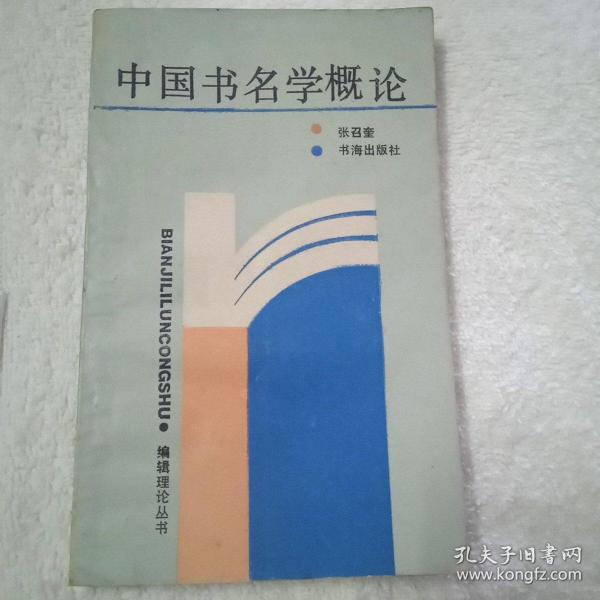 中国书名学概论
张召奎
书海出版社
BIANJILILUNCONGSHU
编辑理论丛书
孔夫子旧书网
www.kongfz.com